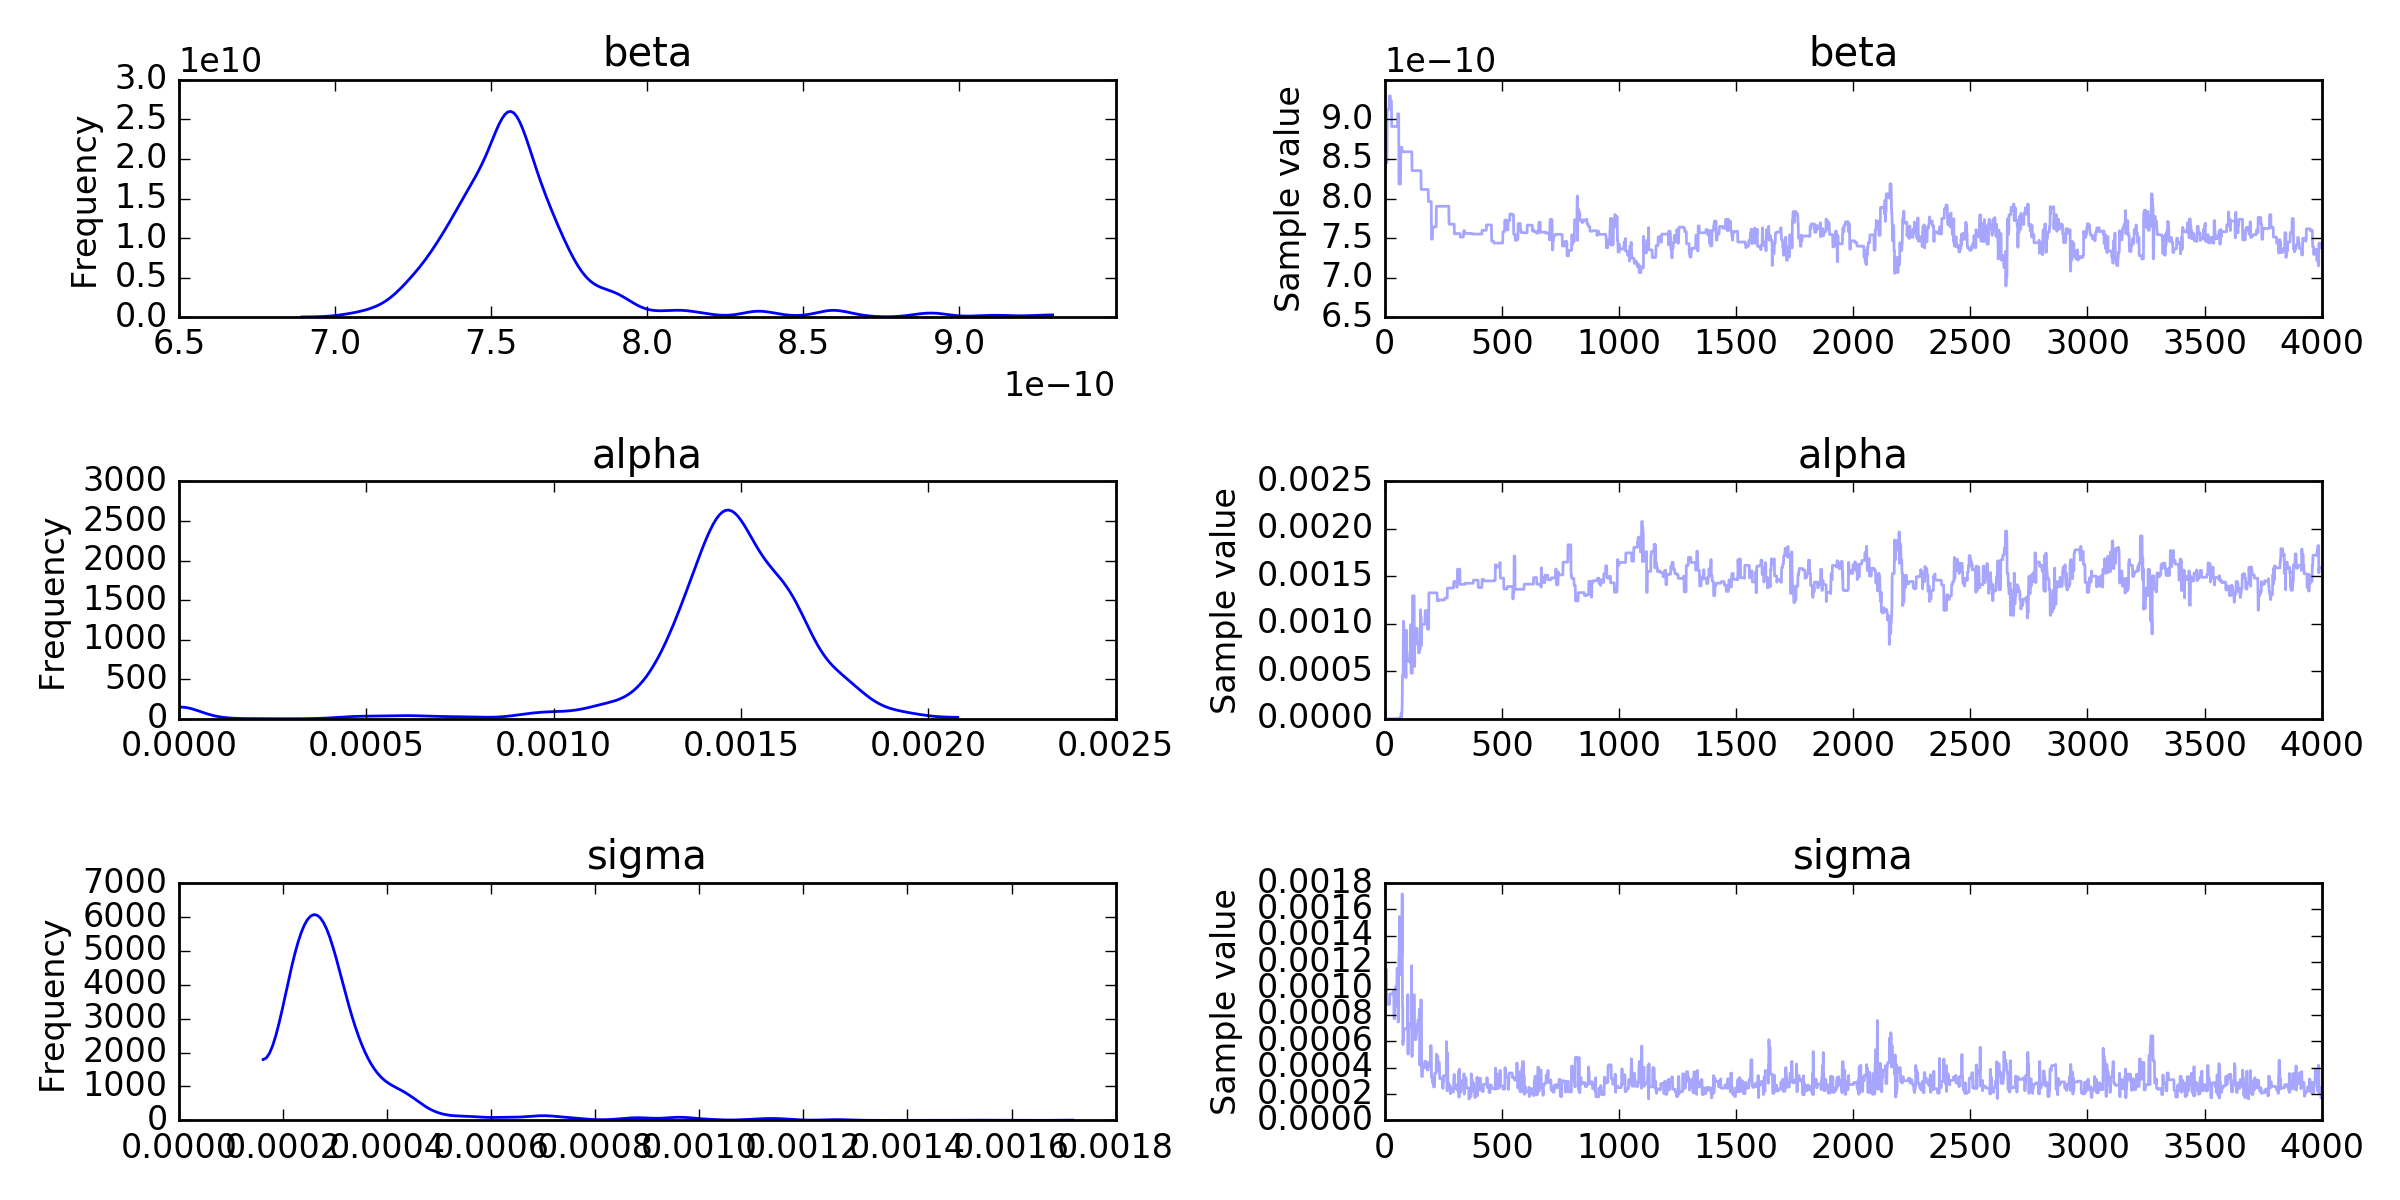 beta
1e10
3.0
2.5
2.0
1.5
1.0
0.5
0.0
Frequency
6.5 7.0 7.5 8.0 8.5 9.0
1e−10
beta
1e−10
9.0
8.5
8.0
7.5
7.0
6.5
Sample value
0 500 1000 1500 2000 2500 3000 3500 4000
alpha
3000
2500
2000
1500
1000
500
0
Frequency
0.0000 0.0005 0.0010 0.0015 0.0020 0.0025
alpha
0.0025
0.0020
0.0015
0.0010
0.0005
0.0000
Sample value
0 500 1000 1500 2000 2500 3000 3500 4000
sigma
7000
6000
5000
4000
3000
2000
1000
0
Frequency
0.0000 0.0002 0.0004 0.0006 0.0008 0.0010 0.0012 0.0014 0.0016 0.0018
sigma
0.0018
0.0016
0.0014
0.0012
0.0010
0.0008
0.0006
0.0004
0.0002
0.0000
Sample value
0 500 1000 1500 2000 2500 3000 3500 4000